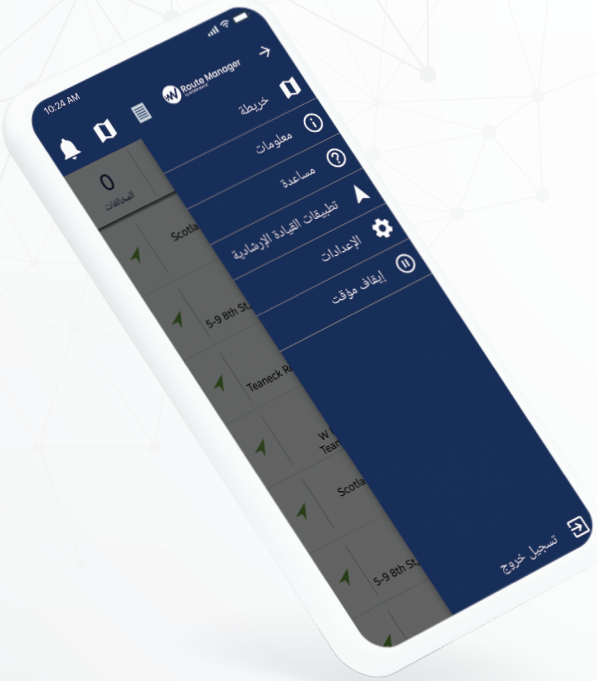 10:24 AM
Route Manager
خريطة
معلومات
مساعدة
تطبيقات القيادة الإرشادية
الإعدادات
إيقاف مؤقت
تسجيل خروج
0
المخالفات
Scotla
5-9 8th St,
Teaneck R
W
Tean
Scotla
5-9 8th St,